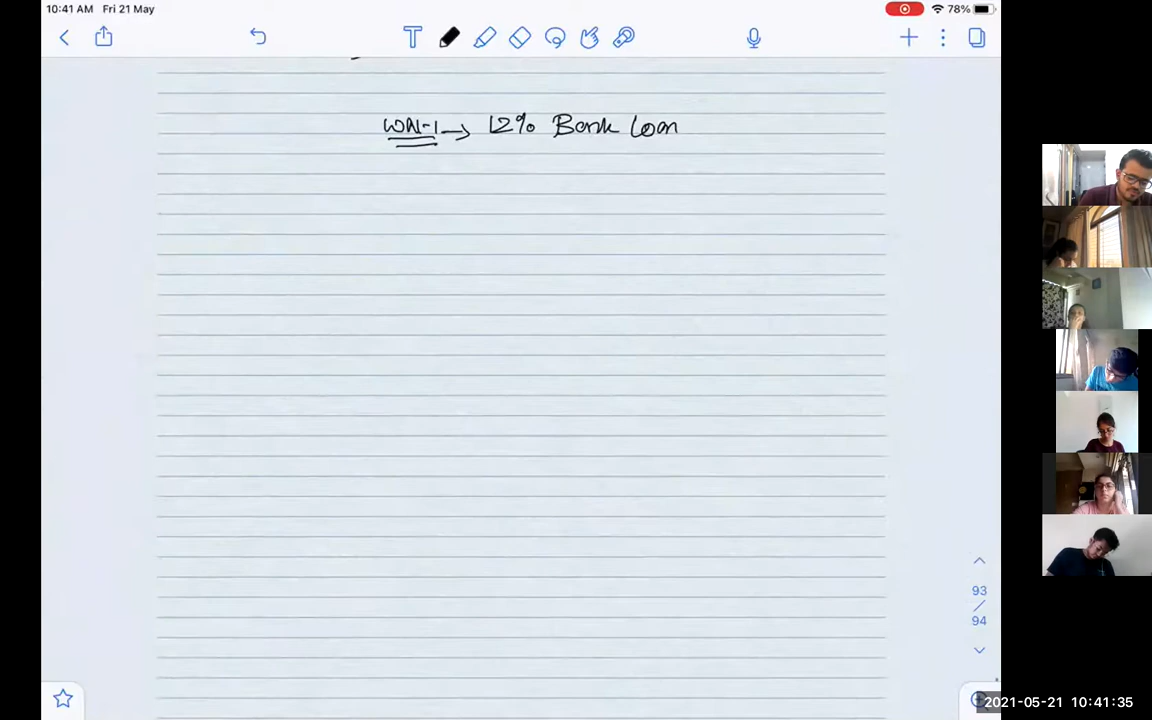 10:41 AM Fri 21 May
78%
T
WN-1 → 12% Bank Loan
93
/
94
2021-05-21 10:41:35